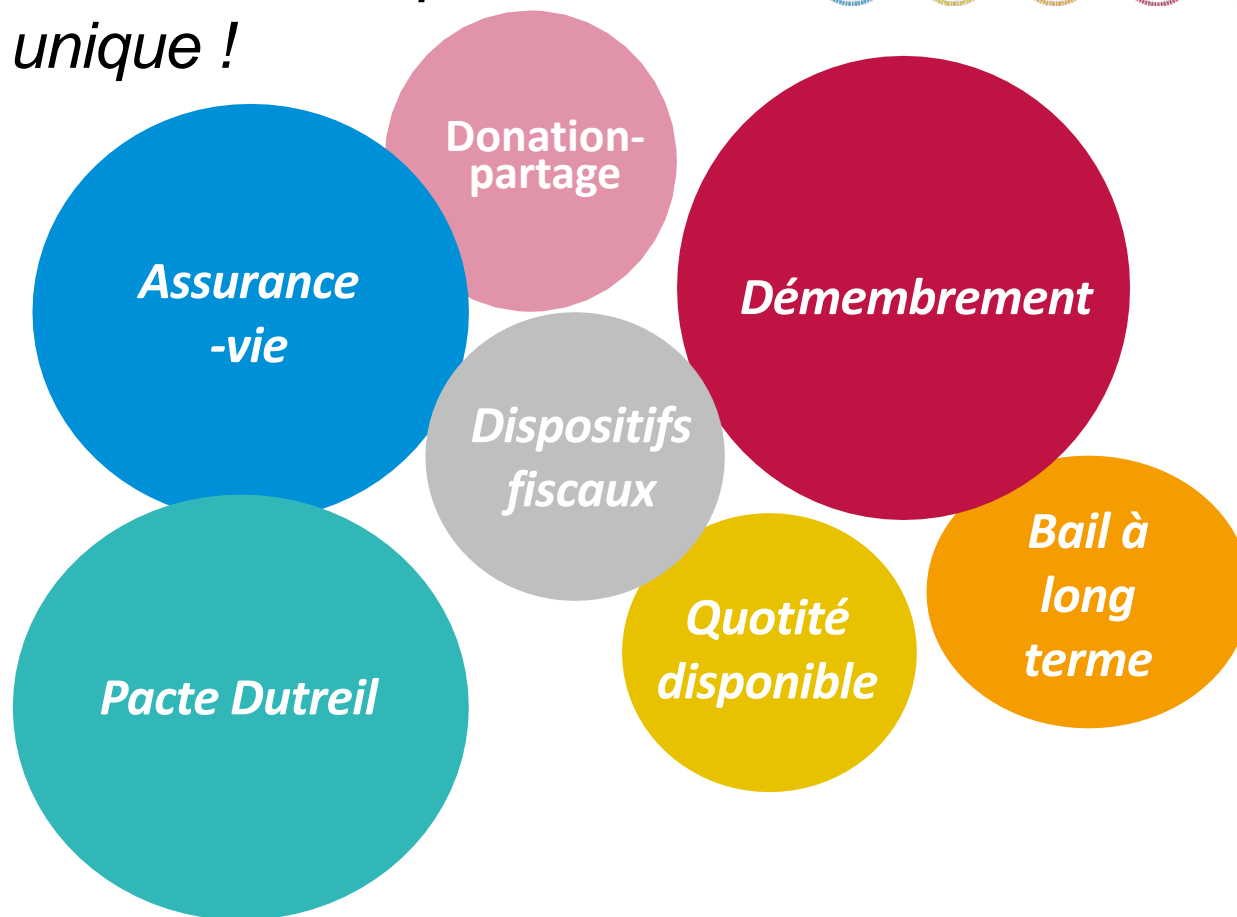 unique !
Donation-
partage
Assurance
-vie
Démembrement
Dispositifs
fiscaux
Bail à
long
terme
Quotité
disponible
Pacte Dutreil